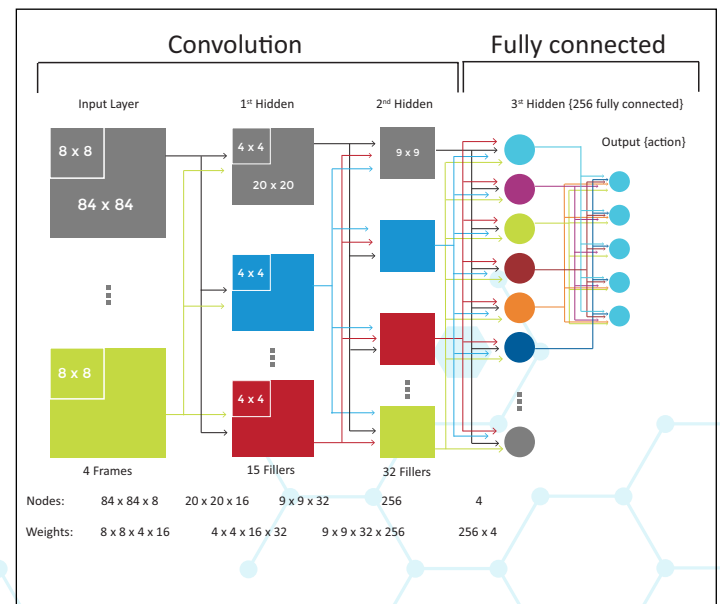 Convolution
Fully connected
Input Layer
1st Hidden
2nd Hidden
3st Hidden {256 fully connected}
Output {action}
8 x 8
84 x 84
4 x 4
20 x 20
9 x 9
4 x 4
8 x 8
4 x 4
4 Frames
15 Fillers
32 Fillers
Nodes: 84 x 84 x 8 20 x 20 x 16 9 x 9 x 32 256 4
Weights: 8 x 8 x 4 x 16 4 x 4 x 16 x 32 9 x 9 x 32 x 256 256 x 4